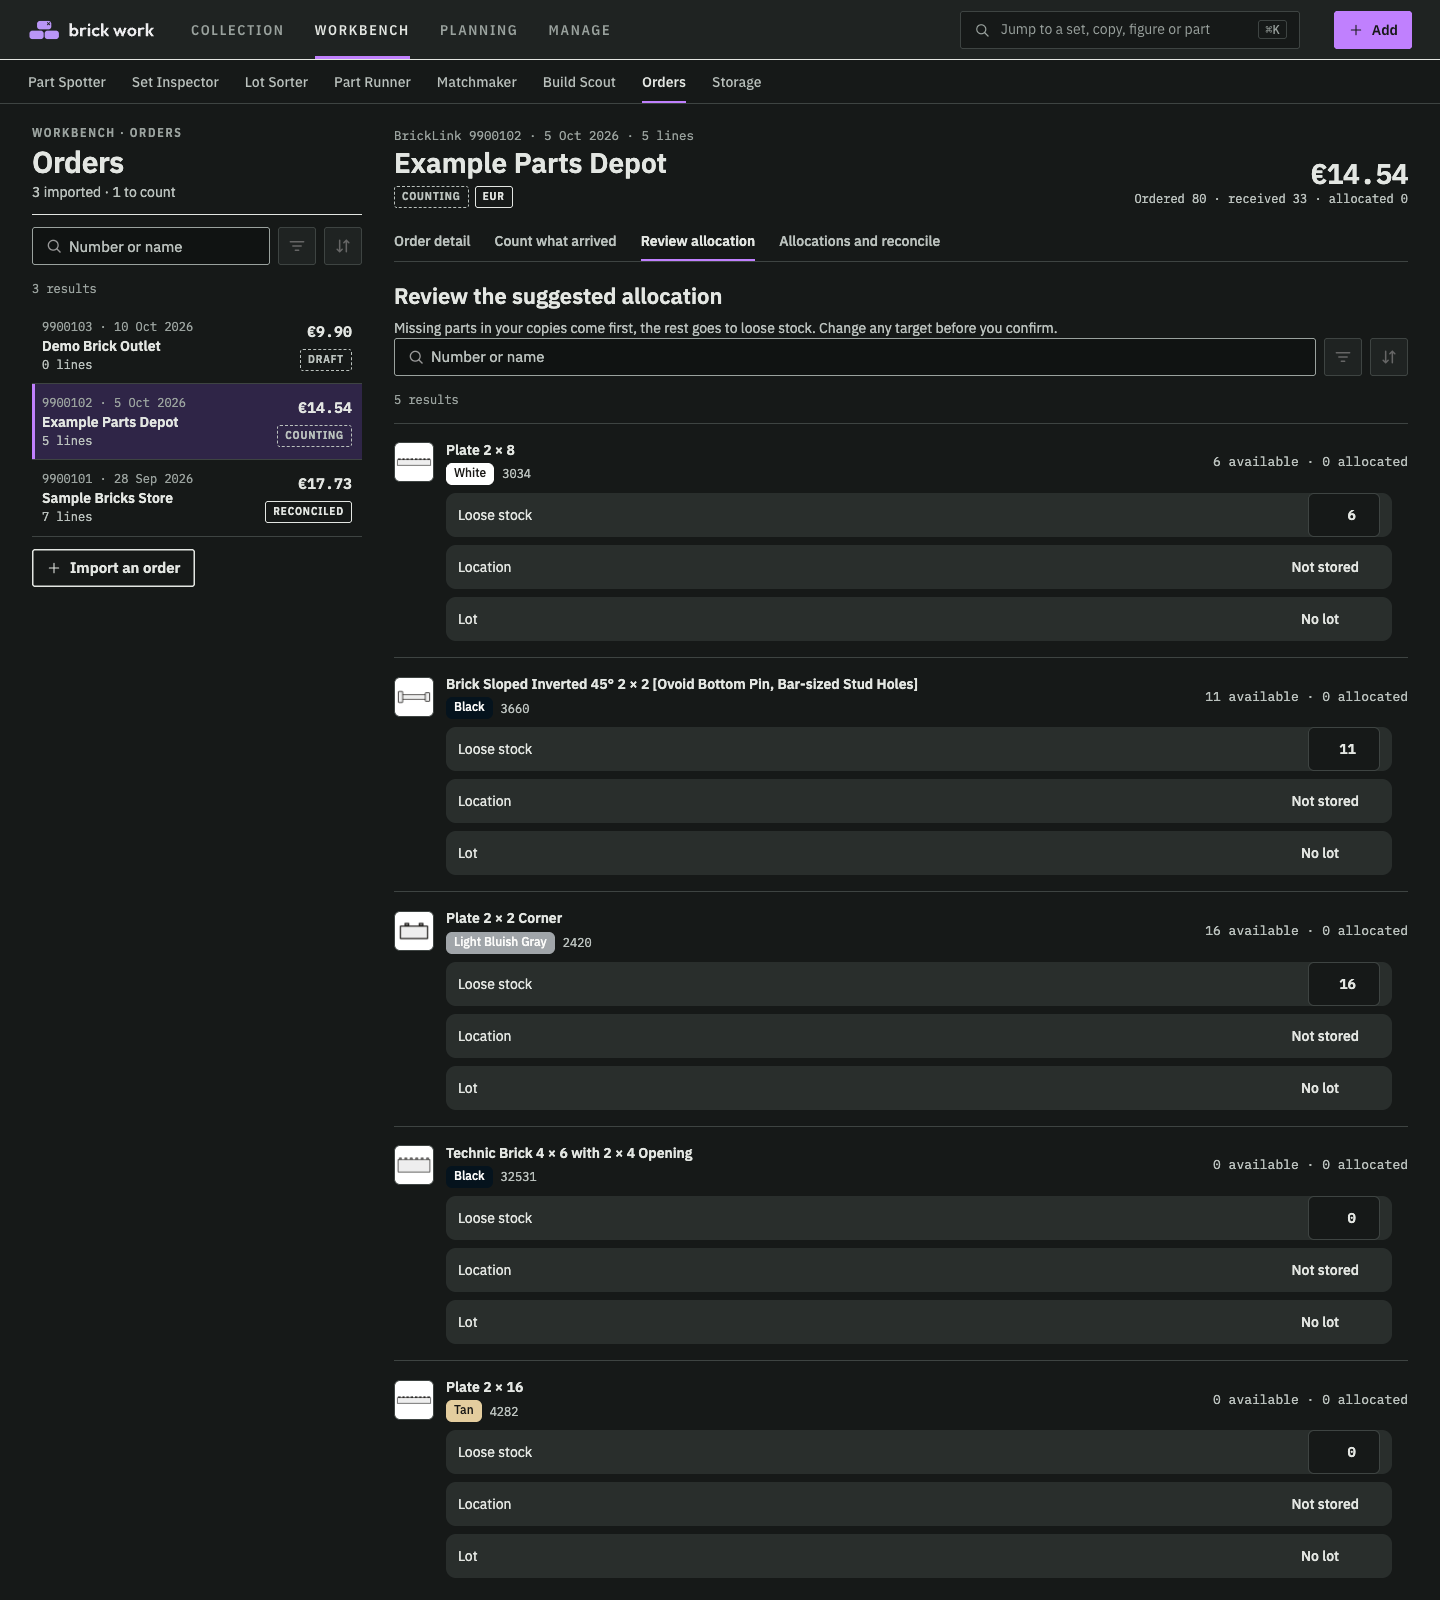 brick work
COLLECTION
WORKBENCH
PLANNING
MANAGE
Jump to a set, copy, figure or part
⌘K
Add
Part Spotter
Set Inspector
Lot Sorter
Part Runner
Matchmaker
Build Scout
Orders
Storage
WORKBENCH · ORDERS
Orders
3 imported · 1 to count
Number or name
3 results
9900103 · 10 Oct 2026
Demo Brick Outlet
0 lines
€9.90
DRAFT
9900102 · 5 Oct 2026
Example Parts Depot
5 lines
€14.54
COUNTING
9900101 · 28 Sep 2026
Sample Bricks Store
7 lines
€17.73
RECONCILED
Import an order
BrickLink 9900102 · 5 Oct 2026 · 5 lines
Example Parts Depot
COUNTING
EUR
€14.54
Ordered 80 · received 33 · allocated 0
Order detail
Count what arrived
Review allocation
Allocations and reconcile
Review the suggested allocation
Missing parts in your copies come first, the rest goes to loose stock. Change any target before you confirm.
Number or name
5 results
Plate 2 × 8
White 3034
6 available · 0 allocated
Loose stock 6
Location Not stored
Lot No lot
Brick Sloped Inverted 45° 2 × 2 [Ovoid Bottom Pin, Bar-sized Stud Holes]
Black 3660
11 available · 0 allocated
Loose stock 11
Location Not stored
Lot No lot
Plate 2 × 2 Corner
Light Bluish Gray 2420
16 available · 0 allocated
Loose stock 16
Location Not stored
Lot No lot
Technic Brick 4 × 6 with 2 × 4 Opening
Black 32531
0 available · 0 allocated
Loose stock 0
Location Not stored
Lot No lot
Plate 2 × 16
Tan 4282
0 available · 0 allocated
Loose stock 0
Location Not stored
Lot No lot